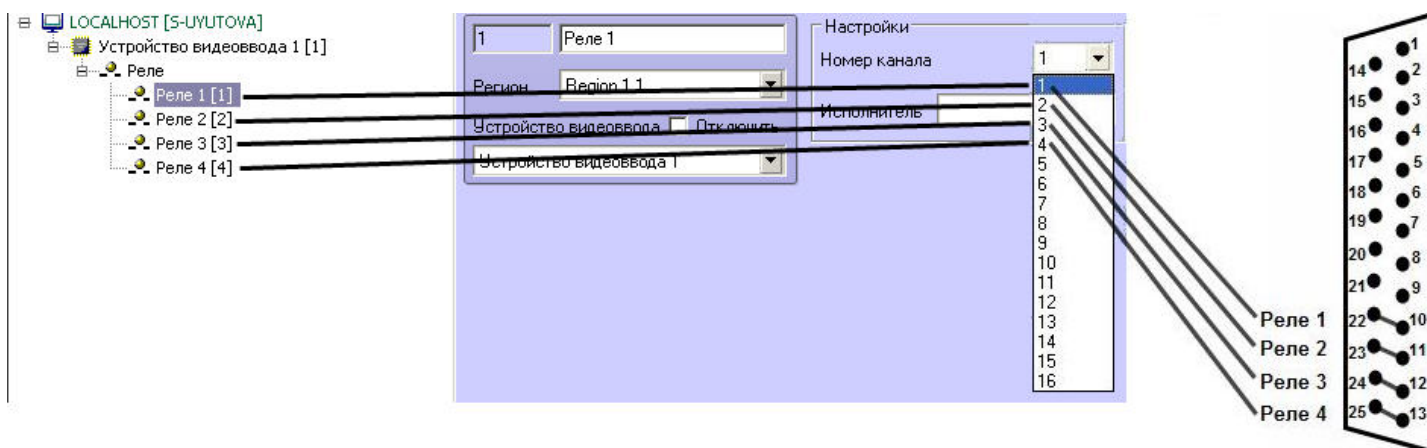 LOCALHOST [S-UYUTOVA]
Устройство видеоввода 1 [1]
Реле
Реле 1 [1]
Реле 2 [2]
Реле 3 [3]
Реле 4 [4]
1 Реле 1
Регион Region 1.1
Устройство видеоввода Отключить
Устройство видеоввода 1
Настройки
Номер канала 1
Исполнитель
1
2
3
4
5
6
7
8
9
10
11
12
13
14
15
16
Реле 1
Реле 2
Реле 3
Реле 4
1
14
2
15
3
16
4
17
5
18
6
19
7
20
8
21
9
22
10
23
11
24
12
25
13